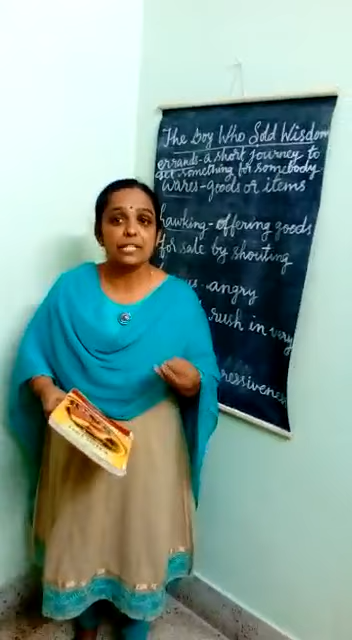 The Boy Who Sold Wisdom
errands-a short journey to
get something for somebody
wares-goods or items
hawking-offering goods
for sale by shouting
-angry
rush in very